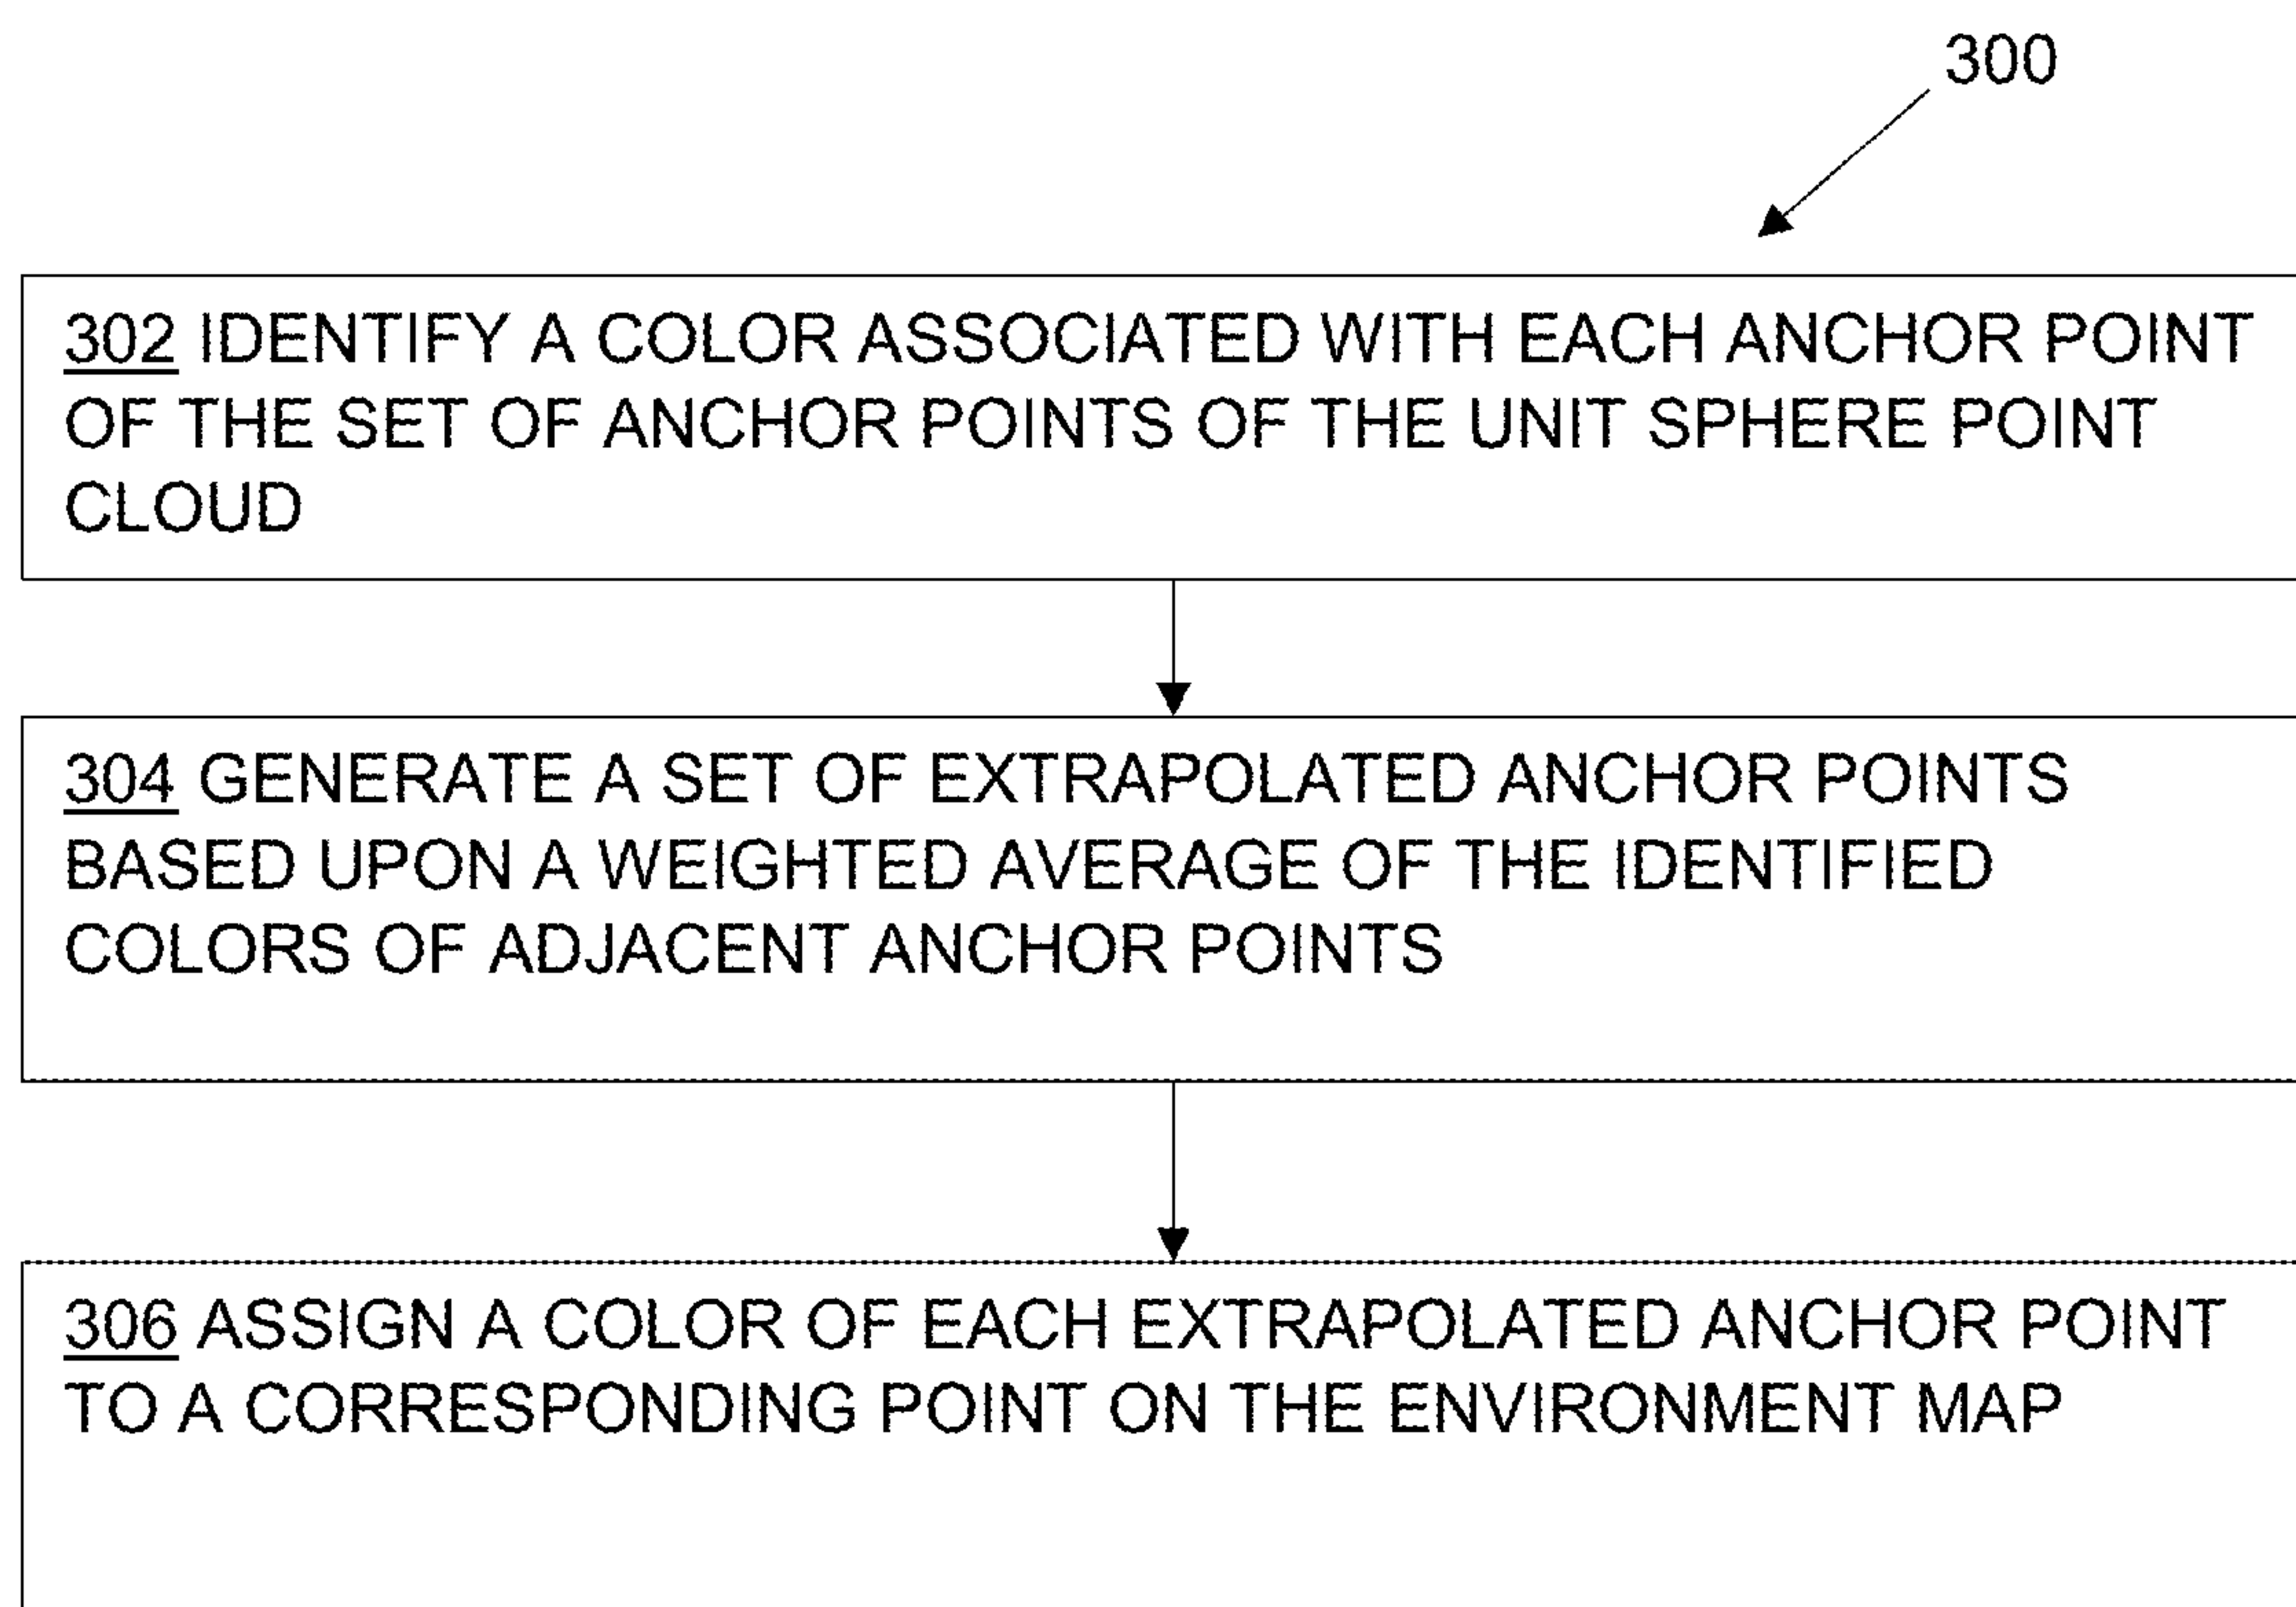 300
302 IDENTIFY A COLOR ASSOCIATED WITH EACH ANCHOR POINT
OF THE SET OF ANCHOR POINTS OF THE UNIT SPHERE POINT
CLOUD
304 GENERATE A SET OF EXTRAPOLATED ANCHOR POINTS
BASED UPON A WEIGHTED AVERAGE OF THE IDENTIFIED
COLORS OF ADJACENT ANCHOR POINTS
306 ASSIGN A COLOR OF EACH EXTRAPOLATED ANCHOR POINT
TO A CORRESPONDING POINT ON THE ENVIRONMENT MAP